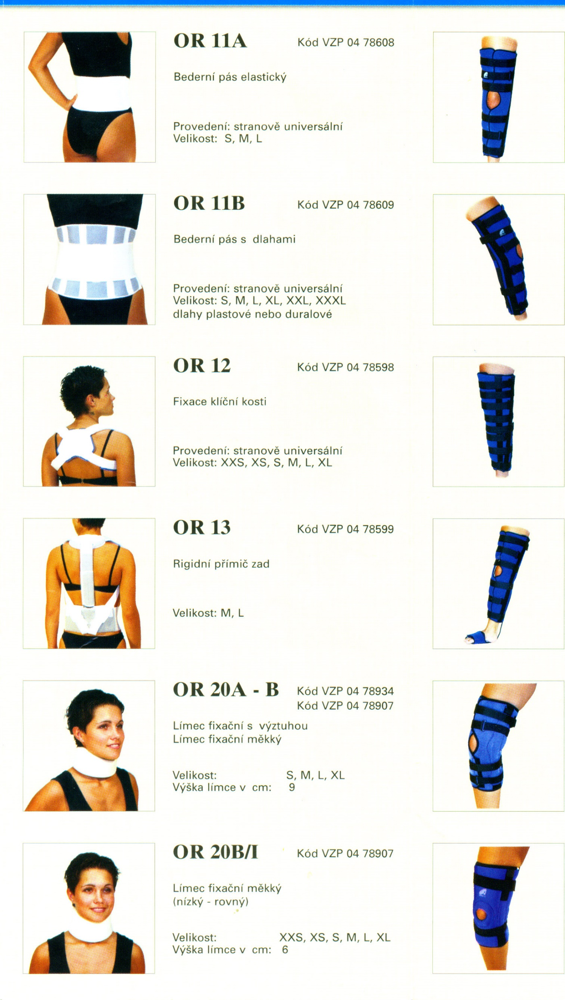 OR 11A
Kód VZP 04 78608
Bederní pás elastický
Provedení: stranově universální
Velikost: S, M, L
OR 11B
Kód VZP 04 78609
Bederní pás s dlahami
Provedení: stranově universální
Velikost: S, M, L, XL, XXL, XXXL
dlahy plastové nebo duralové
OR 12
Kód VZP 04 78598
Fixace klíční kosti
Provedení: stranově universální
Velikost: XXS, XS, S, M, L, XL
OR 13
Kód VZP 04 78599
Rigidní přímič zad
Velikost: M, L
OR 20A - B
Kód VZP 04 78934
Kód VZP 04 78907
Límec fixační s výztuhou
Límec fixační měkký
Velikost: S, M, L, XL
Výška límce v cm: 9
OR 20B/I
Kód VZP 04 78907
Límec fixační měkký
(nízký - rovný)
Velikost: XXS, XS, S, M, L, XL
Výška límce v cm: 6